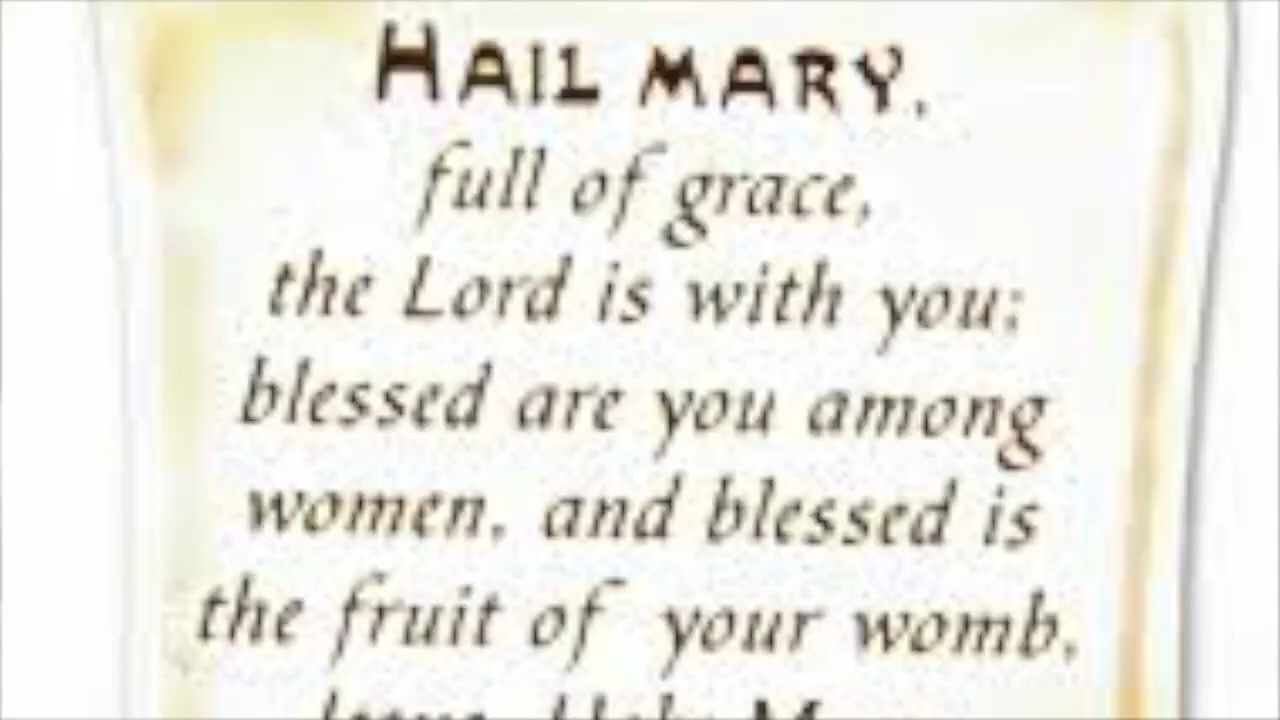 HAIL MARY,
full of grace,
the Lord is with you;
blessed are you among
women, and blessed is
the fruit of your womb,